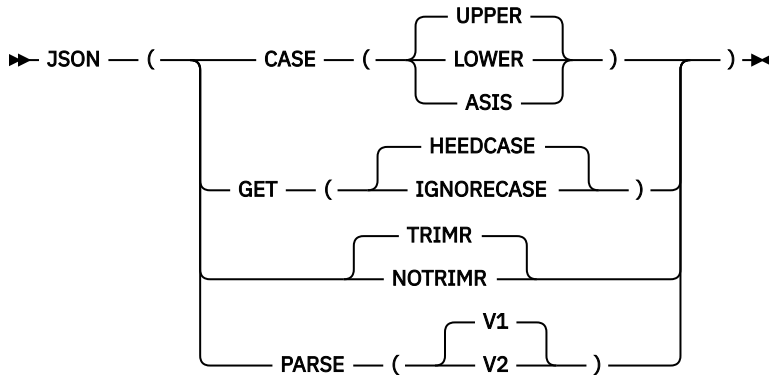 UPPER
JSON ( CASE ( LOWER ) )
ASIS
HEEDCASE
GET ( IGNORECASE )
TRIMR
NOTRIMR
V1
PARSE ( V2 )